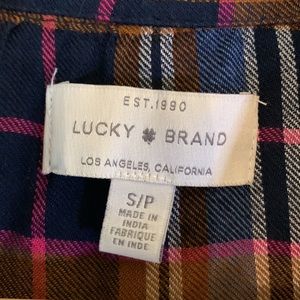 EST. 1990
LUCKY BRAND
LOS ANGELES, CALIFORNIA
S/P
MADE IN
INDIA
FABRIQUE
EN INDE